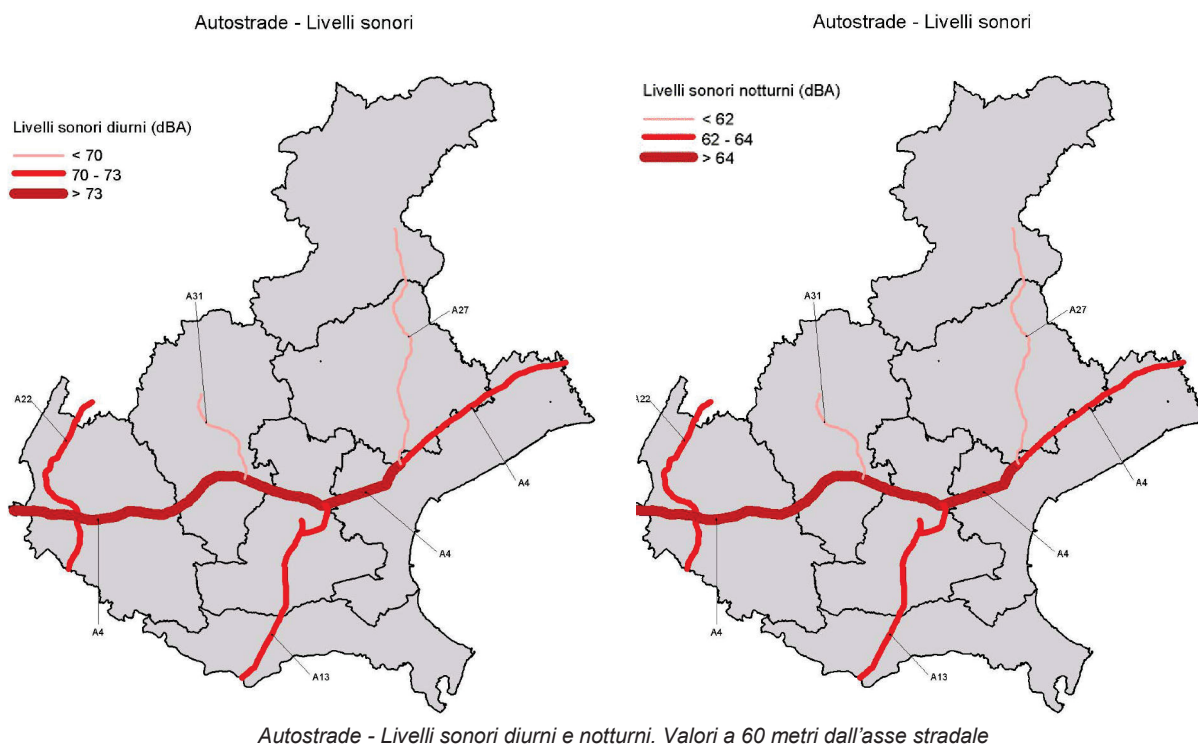 Autostrade - Livelli sonori
Livelli sonori diurni (dBA)
< 70
70 - 73
> 73
A31
A27
A22
A4
A4
A4
A13
Autostrade - Livelli sonori
Livelli sonori notturni (dBA)
< 62
62 - 64
> 64
A31
A27
A22
A4
A4
A4
A13
Autostrade - Livelli sonori diurni e notturni. Valori a 60 metri dall'asse stradale